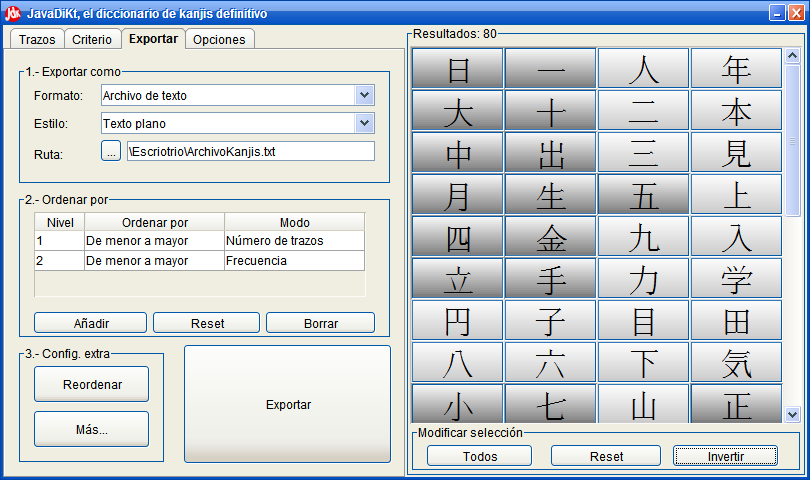 JDK JavaDiKt, el diccionario de kanjis definitivo
Trazos Criterio Exportar Opciones
1.- Exportar como
Formato: Archivo de texto
Estilo: Texto plano
Ruta: ... \Escriotrio\ArchivoKanjis.txt
2.- Ordenar por
Nivel Ordenar por Modo
1 De menor a mayor Número de trazos
2 De menor a mayor Frecuencia
Añadir Reset Borrar
3.- Config. extra
Reordenar
Más...
Exportar
Resultados: 80
日 一 人 年
大 十 二 本
中 出 三 見
月 生 五 上
四 金 九 入
立 手 力 学
円 子 目 田
八 六 下 気
小 七 山 正
Modificar selección
Todos Reset Invertir